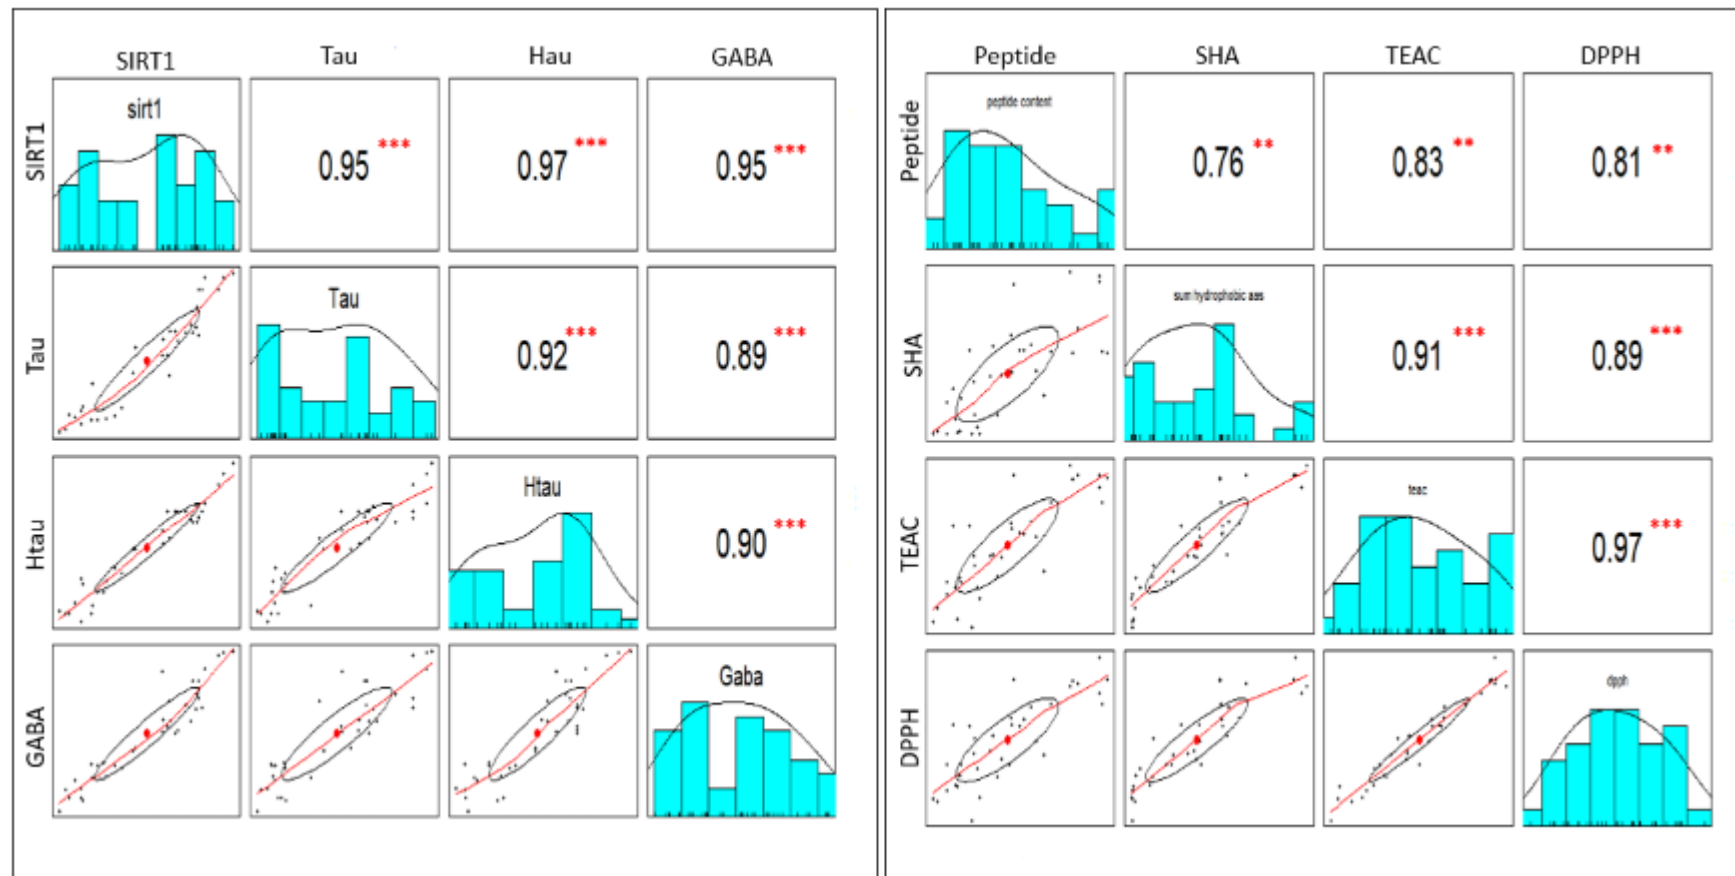 SIRT1 Tau Hau GABA
SIRT1
sirt1
0.95 ***
0.97 ***
0.95 ***
Tau
Tau
0.92 ***
0.89 ***
Htau
Htau
0.90 ***
GABA
Gaba
Peptide SHA TEAC DPPH
Peptide
peptide content
0.76 **
0.83 **
0.81 **
SHA
sum hydrophobic aas
0.91 ***
0.89 ***
TEAC
teac
0.97 ***
DPPH
dpph